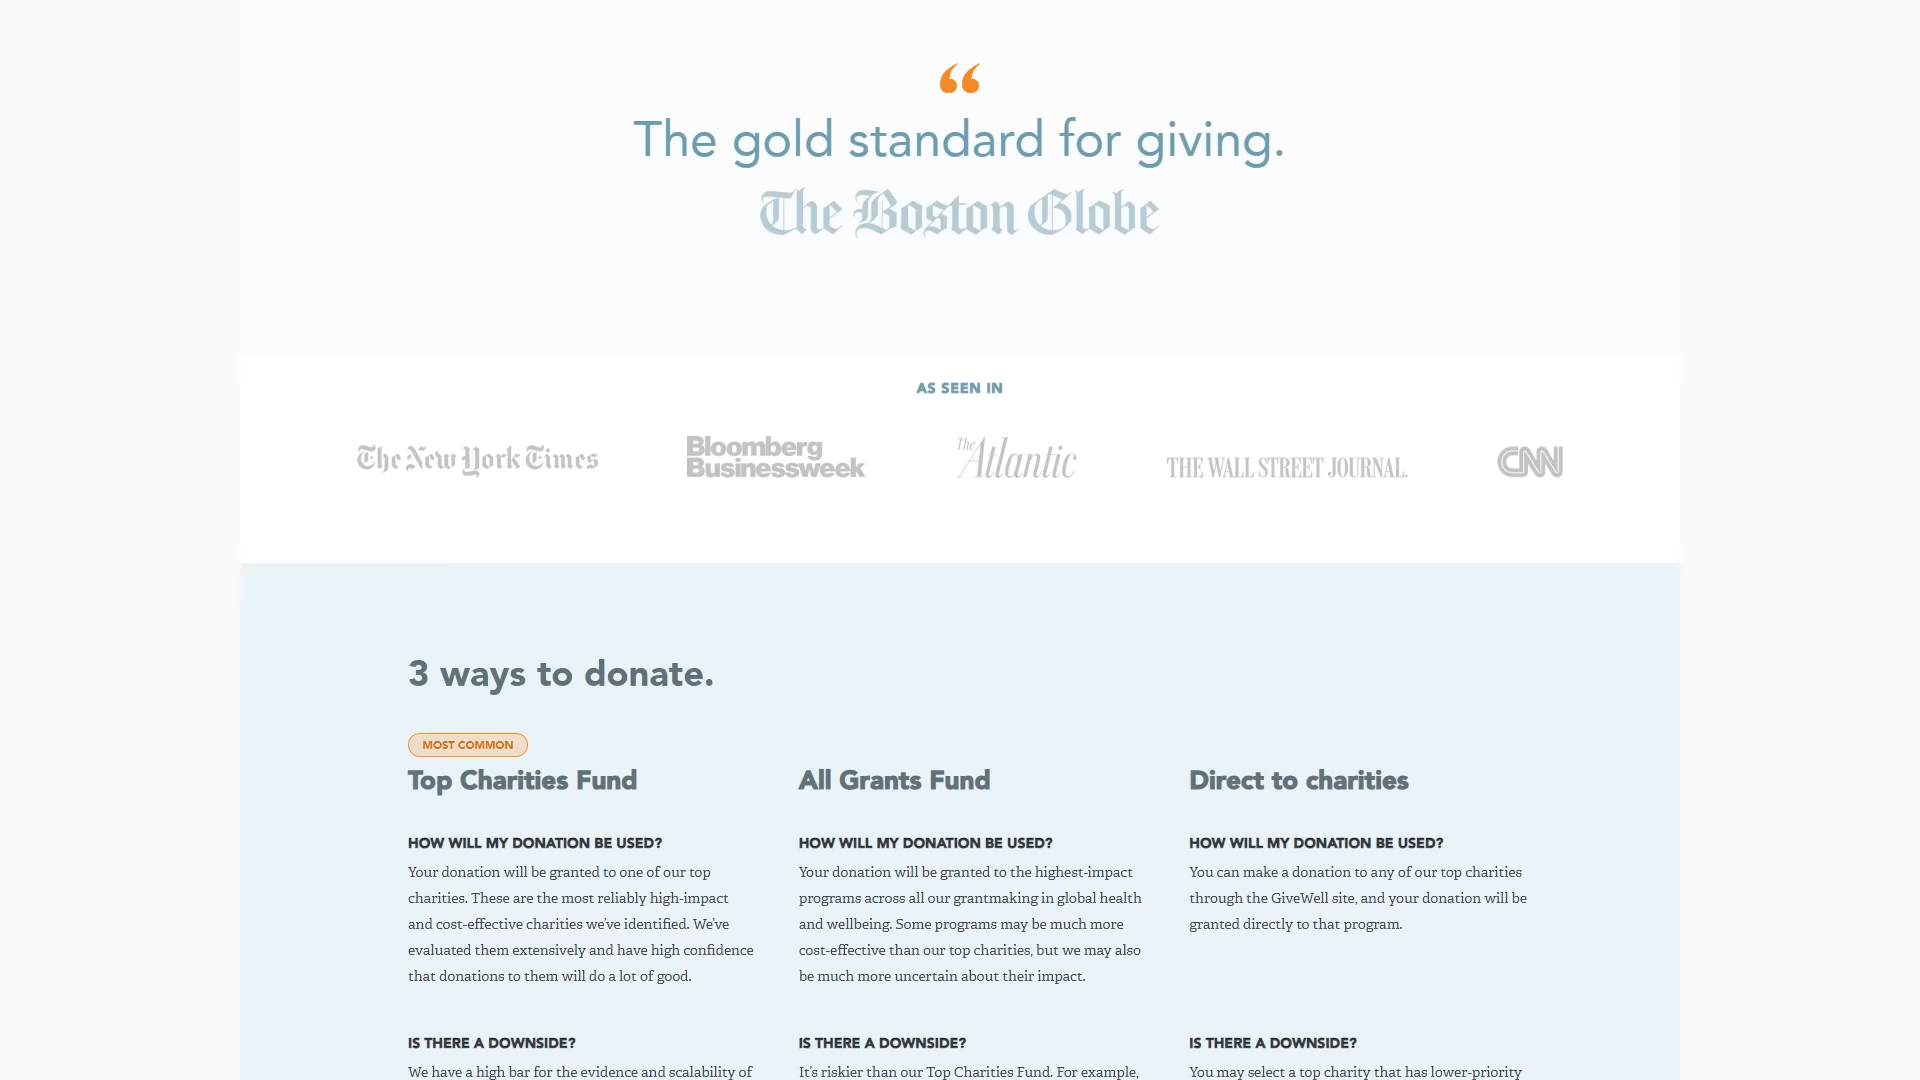 “
The gold standard for giving.
The Boston Globe
AS SEEN IN
The New York Times
Bloomberg
Businessweek
The Atlantic
THE WALL STREET JOURNAL.
CNN
3 ways to donate.
MOST COMMON
Top Charities Fund
HOW WILL MY DONATION BE USED?
Your donation will be granted to one of our top
charities. These are the most reliably high-impact
and cost-effective charities we've identified. We've
evaluated them extensively and have high confidence
that donations to them will do a lot of good.
IS THERE A DOWNSIDE?
We have a high bar for the evidence and scalability of
All Grants Fund
HOW WILL MY DONATION BE USED?
Your donation will be granted to the highest-impact
programs across all our grantmaking in global health
and wellbeing. Some programs may be much more
cost-effective than our top charities, but we may also
be much more uncertain about their impact.
IS THERE A DOWNSIDE?
It's riskier than our Top Charities Fund. For example,
Direct to charities
HOW WILL MY DONATION BE USED?
You can make a donation to any of our top charities
through the GiveWell site, and your donation will be
granted directly to that program.
IS THERE A DOWNSIDE?
You may select a top charity that has lower-priority